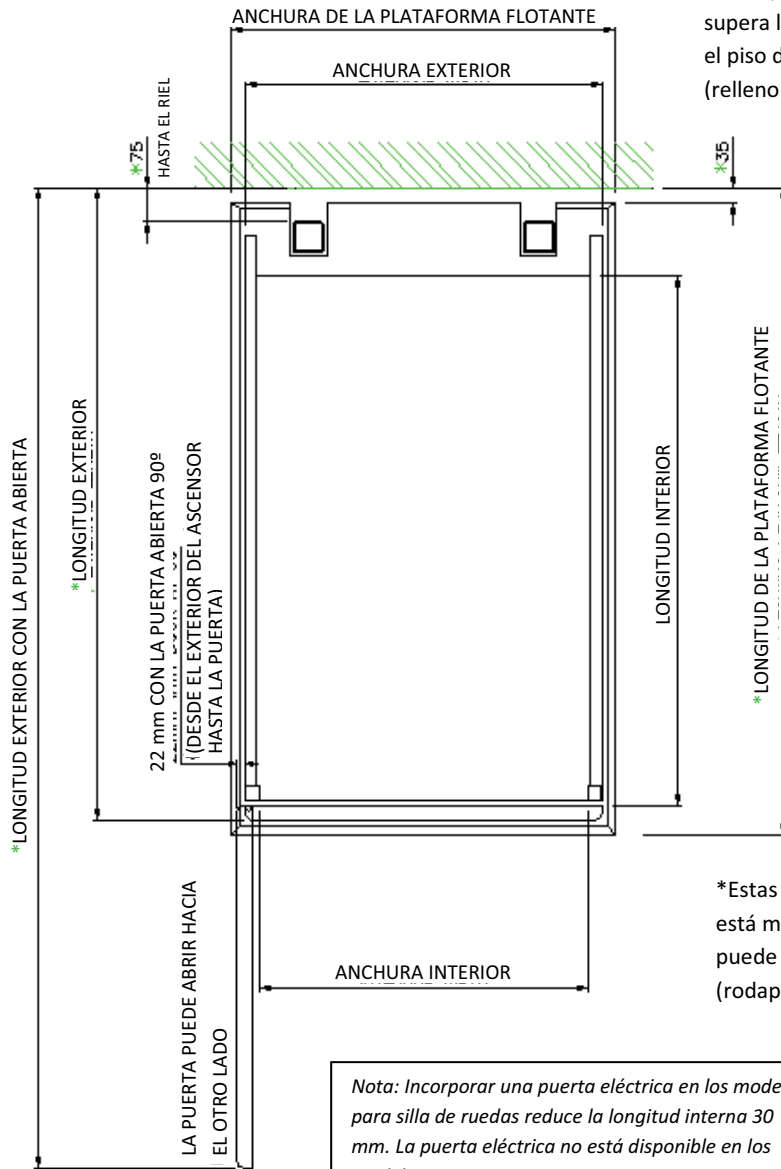 ANCHURA DE LA PLATAFORMA FLOTANTE
supera l
el piso d
(relleno
ANCHURA EXTERIOR
*75
HASTA EL RIEL
*35
*LONGITUD EXTERIOR CON LA PUERTA ABIERTA
*LONGITUD EXTERIOR
22 mm CON LA PUERTA ABIERTA 90º
(DESDE EL EXTERIOR DEL ASCENSOR
HASTA LA PUERTA)
LONGITUD INTERIOR
*LONGITUD DE LA PLATAFORMA FLOTANTE
LA PUERTA PUEDE ABRIR HACIA
EL OTRO LADO
ANCHURA INTERIOR
*Estas
está m
puede
(rodap
Nota: Incorporar una puerta eléctrica en los mode
para silla de ruedas reduce la longitud interna 30
mm. La puerta eléctrica no está disponible en los